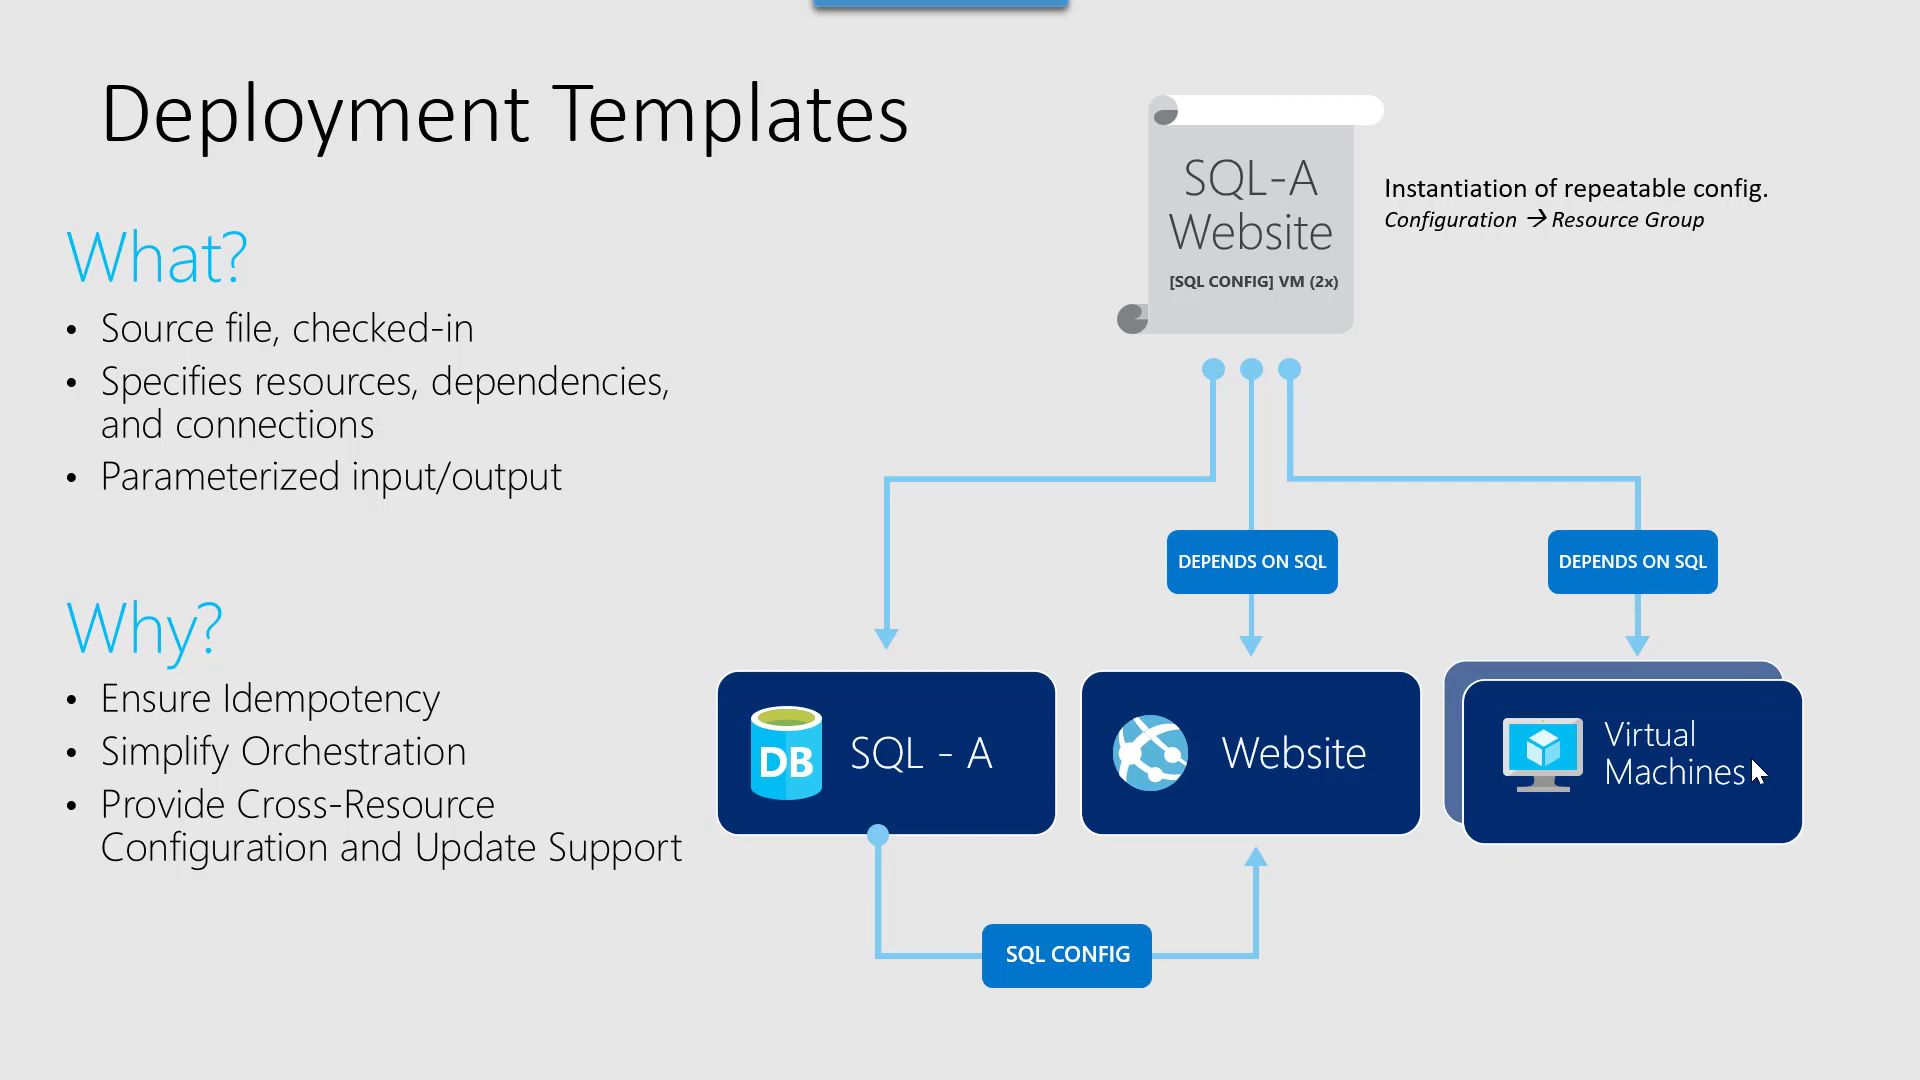 Deployment Templates
What?
• Source file, checked-in
• Specifies resources, dependencies,
and connections
• Parameterized input/output
Why?
• Ensure Idempotency
• Simplify Orchestration
• Provide Cross-Resource
Configuration and Update Support
SQL-A
Website
[SQL CONFIG] VM (2x)
Instantiation of repeatable config.
Configuration → Resource Group
DEPENDS ON SQL
DEPENDS ON SQL
DB
SQL - A
Website
Virtual
Machines
SQL CONFIG